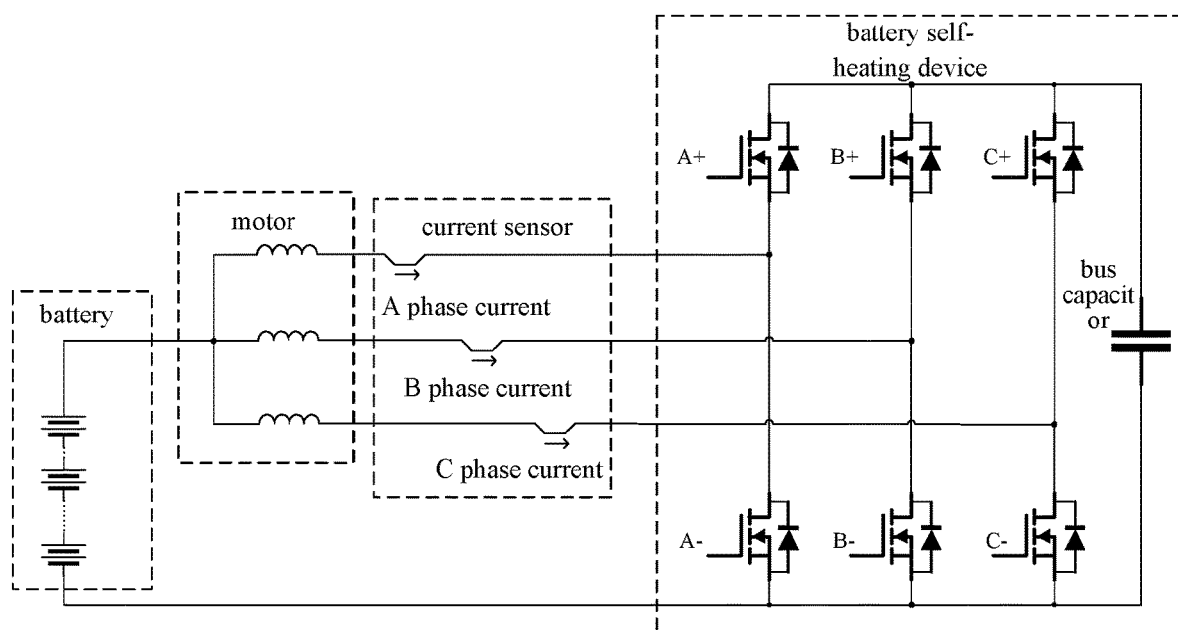 battery self-
heating device
A+
B+
C+
motor
current sensor
A phase current
bus
capacit
or
battery
B phase current
C phase current
A-
B-
C-